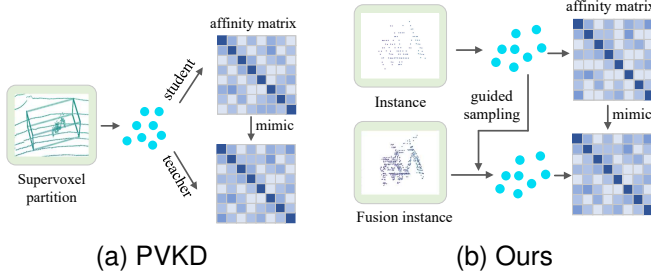 affinity matrix
student
mimic
teacher
Supervoxel
partition
(a) PVKD
affinity matrix
Instance
guided
sampling
mimic
Fusion instance
(b) Ours